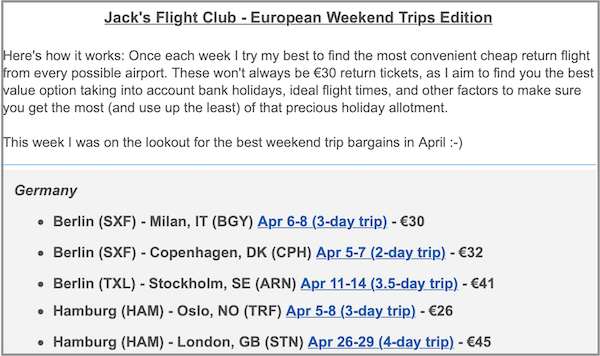 Jack's Flight Club - European Weekend Trips Edition
Here's how it works: Once each week I try my best to find the most convenient cheap return flight
from every possible airport. These won't always be €30 return tickets, as I aim to find you the best
value option taking into account bank holidays, ideal flight times, and other factors to make sure
you get the most (and use up the least) of that precious holiday allotment.
This week I was on the lookout for the best weekend trip bargains in April :-)
Germany
• Berlin (SXF) - Milan, IT (BGY) Apr 6-8 (3-day trip) - €30
• Berlin (SXF) - Copenhagen, DK (CPH) Apr 5-7 (2-day trip) - €32
• Berlin (TXL) - Stockholm, SE (ARN) Apr 11-14 (3.5-day trip) - €41
• Hamburg (HAM) - Oslo, NO (TRF) Apr 5-8 (3-day trip) - €26
• Hamburg (HAM) - London, GB (STN) Apr 26-29 (4-day trip) - €45